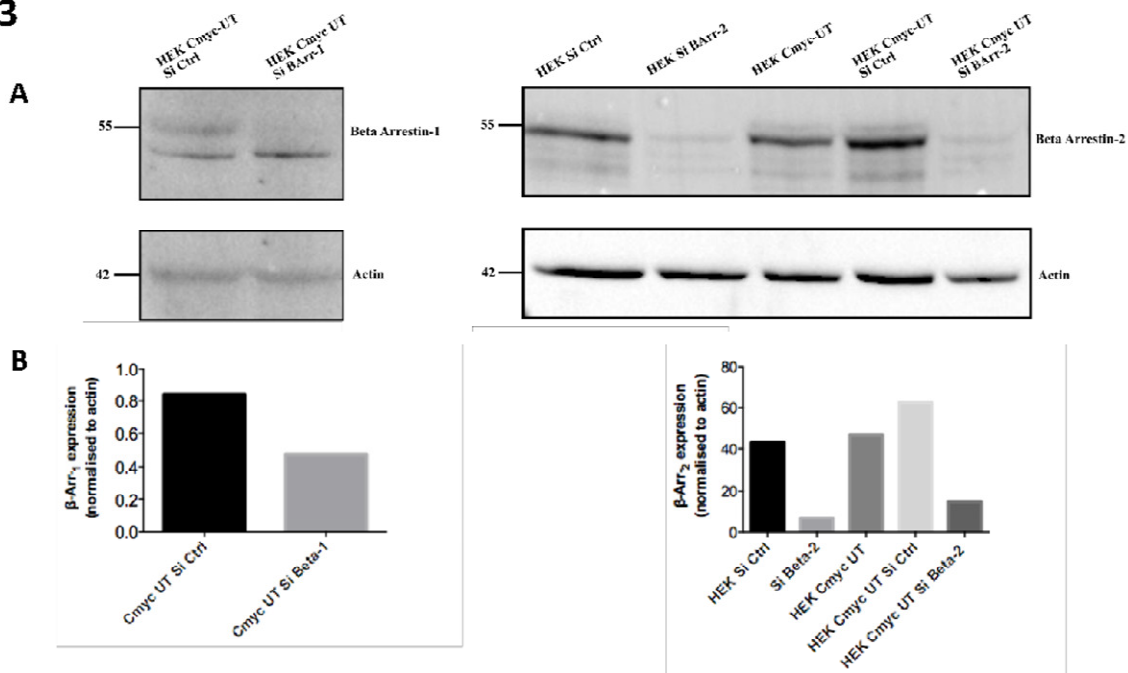 3
HEK Cmyc-UT
Si Ctrl
HEK Cmyc UT
Si BArr-1
HEK Si Ctrl
HEK Si BArr-2
HEK Cmyc-UT
HEK Cmyc-UT
Si Ctrl
HEK Cmyc UT
Si BArr-2
A
55
Beta Arrestin-1
55
Beta Arrestin-2
42
Actin
42
Actin
B
β-Arr-1 expression
(normalised to actin)
1.0
0.8
0.6
0.4
0.2
0.0
Cmyc UT Si Ctrl
Cmyc UT Si Beta-1
β-Arr2 expression
(normalised to actin)
80
60
40
20
0
HEK Si Ctrl
Si Beta-2
HEK Cmyc UT
HEK Cmyc UT Si Ctrl
HEK Cmyc UT Si Beta-2